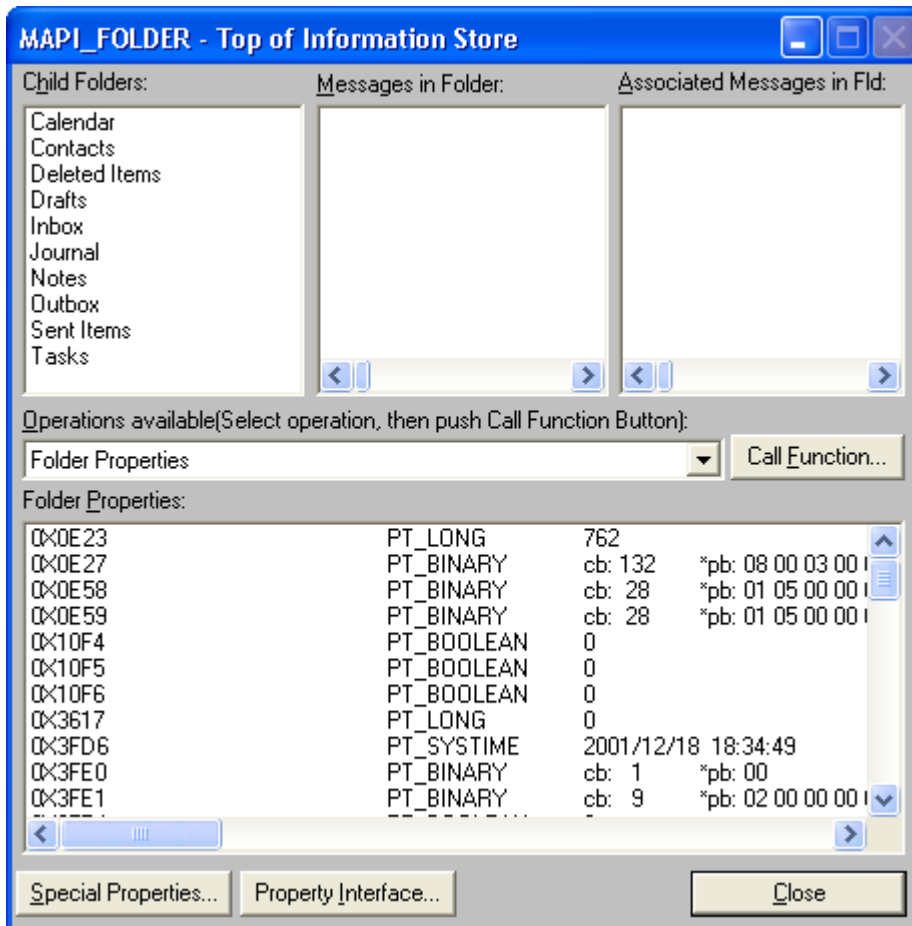 MAPI_FOLDER - Top of Information Store
Child Folders:
Messages in Folder:
Associated Messages in Fld:
Calendar
Contacts
Deleted Items
Drafts
Inbox
Journal
Notes
Outbox
Sent Items
Tasks
Operations available(Select operation, then push Call Function Button):
Folder Properties
Call Function...
Folder Properties:
0X0E23 PT_LONG 762
0X0E27 PT_BINARY cb: 132 *pb: 08 00 03 00
0X0E58 PT_BINARY cb: 28 *pb: 01 05 00 00
0X0E59 PT_BINARY cb: 28 *pb: 01 05 00 00
0X10F4 PT_BOOLEAN 0
0X10F5 PT_BOOLEAN 0
0X10F6 PT_BOOLEAN 0
0X3617 PT_LONG 0
0X3FD6 PT_SYSTIME 2001/12/18 18:34:49
0X3FE0 PT_BINARY cb: 1 *pb: 00
0X3FE1 PT_BINARY cb: 9 *pb: 02 00 00 00
Special Properties...
Property Interface...
Close